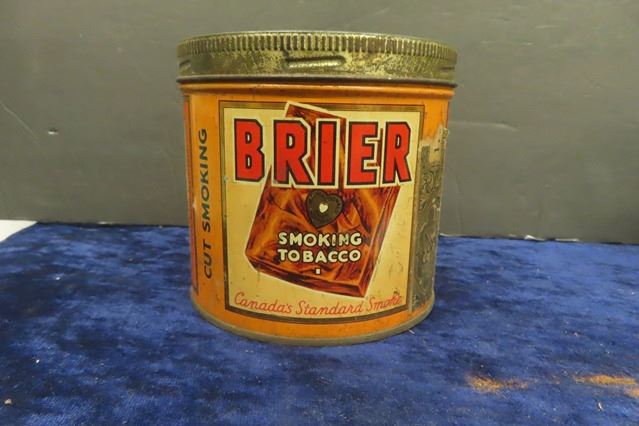 CUT SMOKING
BRIER
SMOKING
TOBACCO
Canada's Standard Smoke